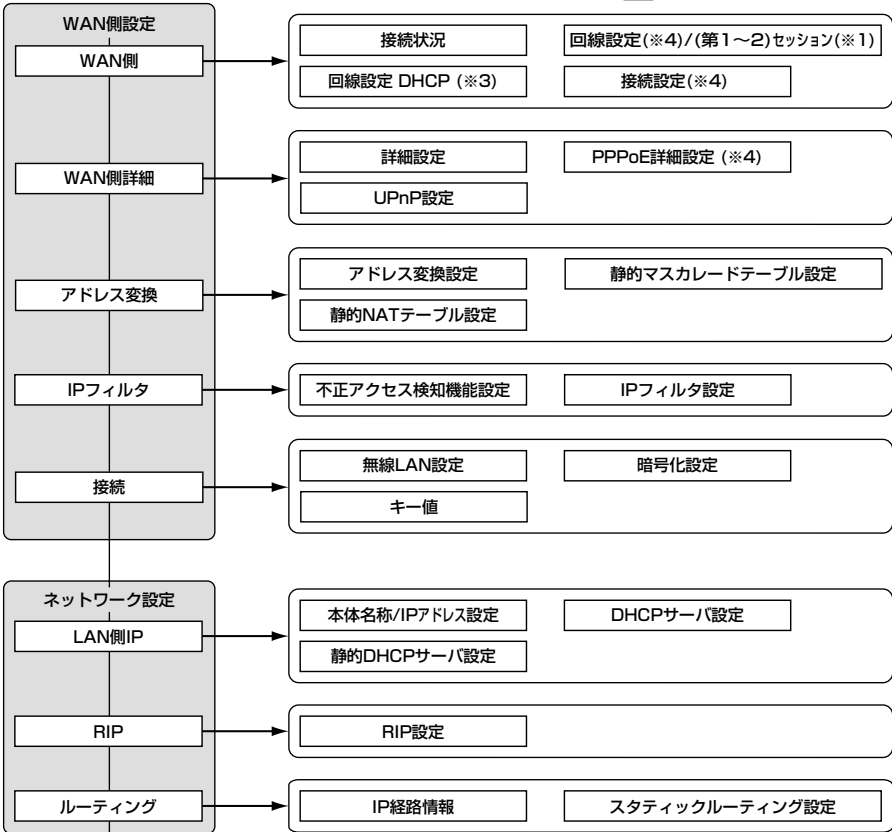 WAN側設定
WAN側
接続状況
回線設定(※4)/(第1〜2)セッション(※1)
回線設定 DHCP (※3)
接続設定(※4)
WAN側詳細
詳細設定
PPPoE詳細設定 (※4)
UPnP設定
アドレス変換
アドレス変換設定
静的マスカレードテーブル設定
静的NATテーブル設定
IPフィルタ
不正アクセス検知機能設定
IPフィルタ設定
接続
無線LAN設定
暗号化設定
キー値
ネットワーク設定
LAN側IP
本体名称/IPアドレス設定
DHCPサーバ設定
静的DHCPサーバ設定
RIP
RIP設定
ルーティング
IP経路情報
スタティックルーティング設定